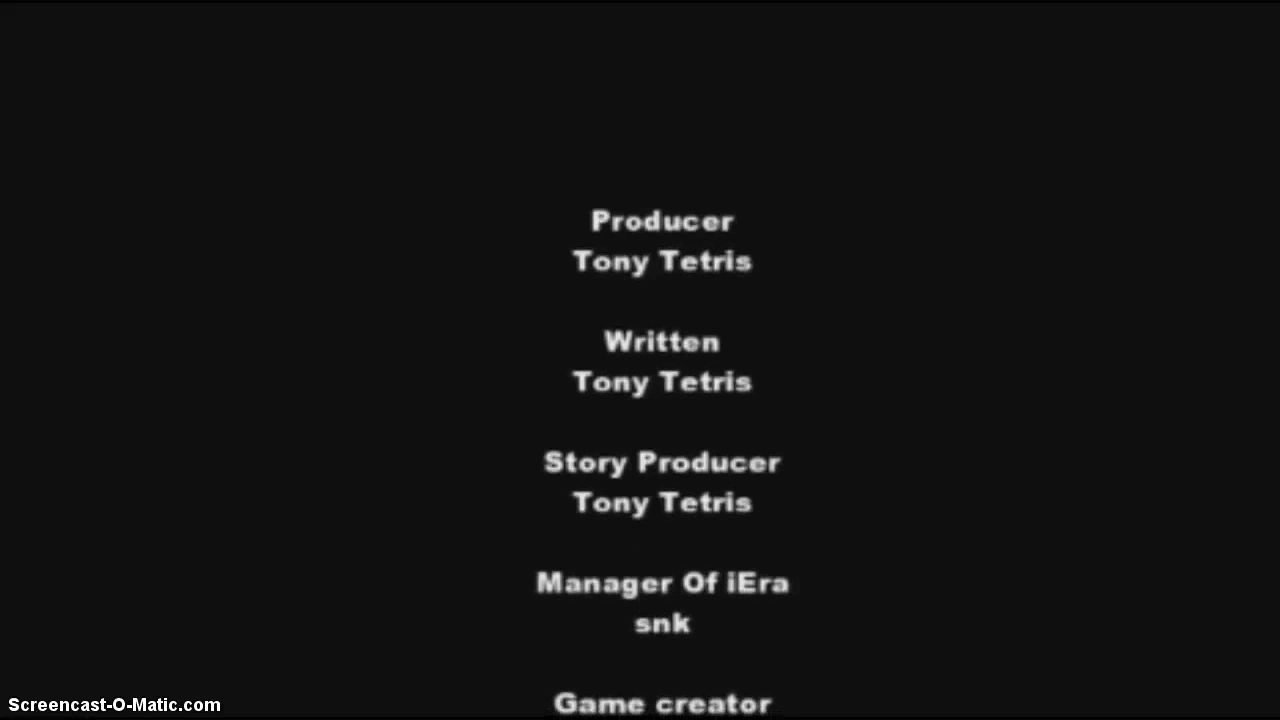 Producer
Tony Tetris
Written
Tony Tetris
Story Producer
Tony Tetris
Manager Of iEra
snk
Game creator
Screencast-O-Matic.com